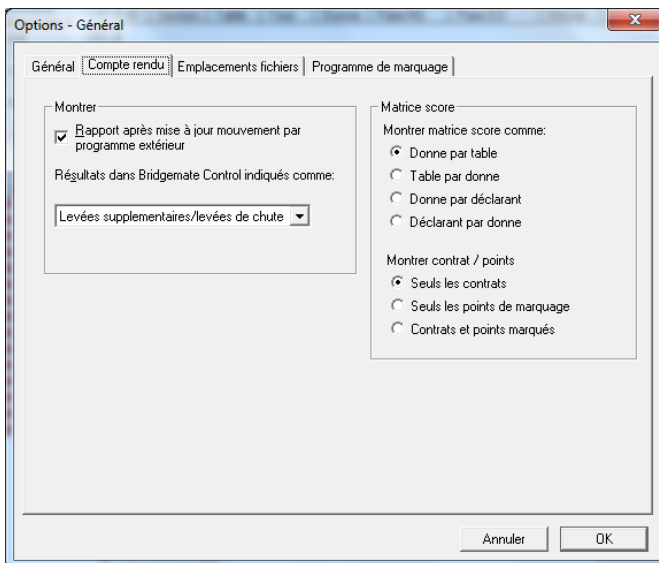 Options - Général
Général
Compte rendu
Emplacements fichiers
Programme de marquage
Montrer
Rapport après mise à jour mouvement par
programme extérieur
Résultats dans Bridgemate Control indiqués comme:
Levées supplementaires/levées de chute
Matrice score
Montrer matrice score comme:
Donne par table
Table par donne
Donne par déclarant
Déclarant par donne
Montrer contrat / points
Seuls les contrats
Seuls les points de marquage
Contrats et points marqués
Annuler
OK